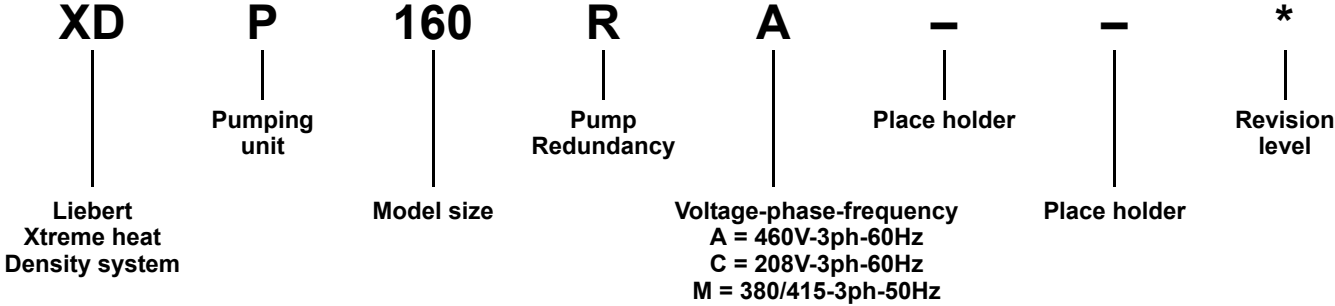 XD P 160 R A – – *
Pumping
unit
Pump
Redundancy
Place holder
Revision
level
Liebert
Xtreme heat
Density system
Model size
Voltage-phase-frequency
A = 460V-3ph-60Hz
C = 208V-3ph-60Hz
M = 380/415-3ph-50Hz
Place holder